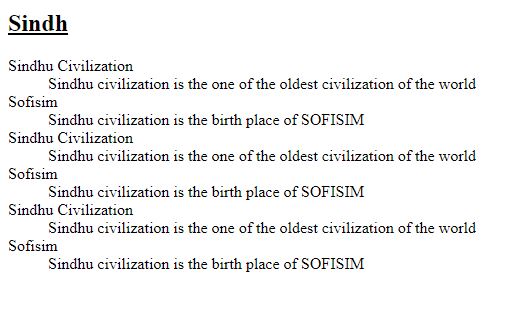 Sindh
Sindhu Civilization
Sindhu civilization is the one of the oldest civilization of the world
Sofisim
Sindhu civilization is the birth place of SOFISIM
Sindhu Civilization
Sindhu civilization is the one of the oldest civilization of the world
Sofisim
Sindhu civilization is the birth place of SOFISIM
Sindhu Civilization
Sindhu civilization is the one of the oldest civilization of the world
Sofisim
Sindhu civilization is the birth place of SOFISIM